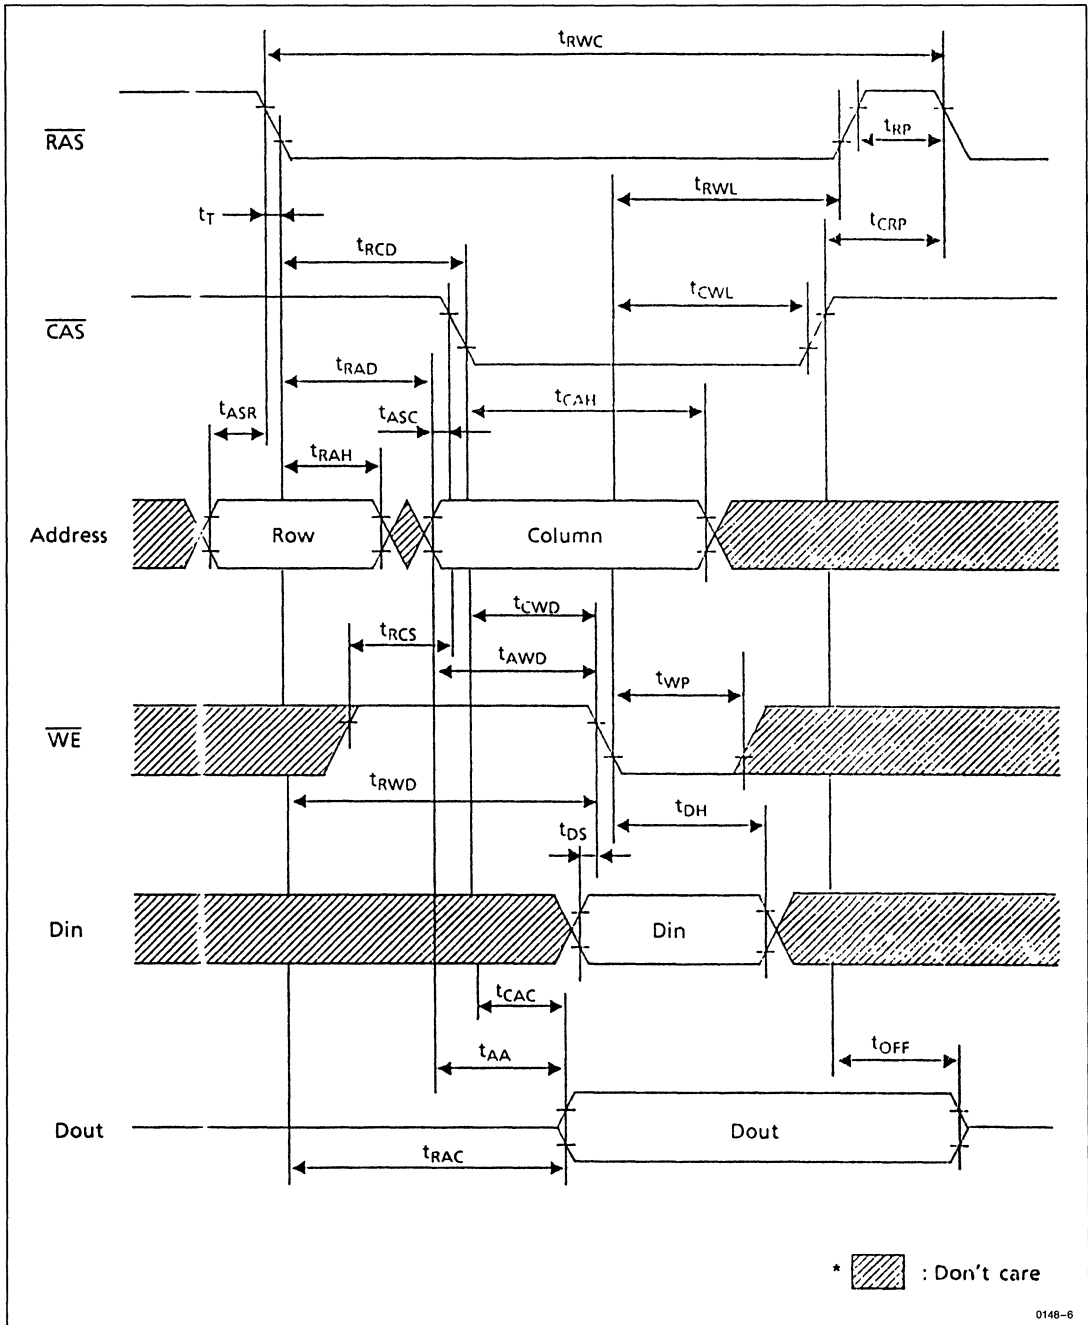 tRWC
RAS
tRP
tRWL
tT
tCRP
tRCD
tCWL
CAS
tRAD
tCAH
tASR
tASC
tRAH
Address
Row
Column
tCWD
tRCS
tAWD
tWP
WE
tRWD
tDH
tDS
Din
Din
tCAC
tAA
tOFF
Dout
Dout
tRAC
* : Don't care
0148-6